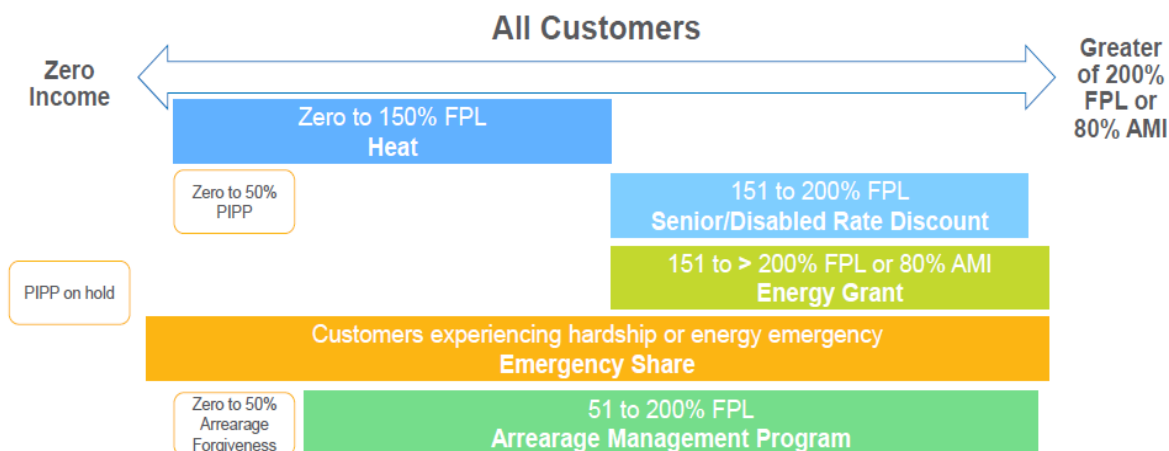 All Customers
Zero
Income
Greater
of 200%
FPL or
80% AMI
Zero to 150% FPL
Heat
Zero to 50%
PIPP
151 to 200% FPL
Senior/Disabled Rate Discount
PIPP on hold
151 to > 200% FPL or 80% AMI
Energy Grant
Customers experiencing hardship or energy emergency
Emergency Share
Zero to 50%
Arrearage
Forgiveness
51 to 200% FPL
Arrearage Management Program